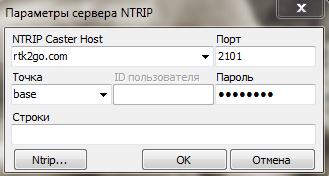 Параметры сервера NTRIP
NTRIP Caster Host Порт
rtk2go.com 2101
Точка ID пользователя Пароль
base ••••••••
Строки
Ntrip... OK Отмена